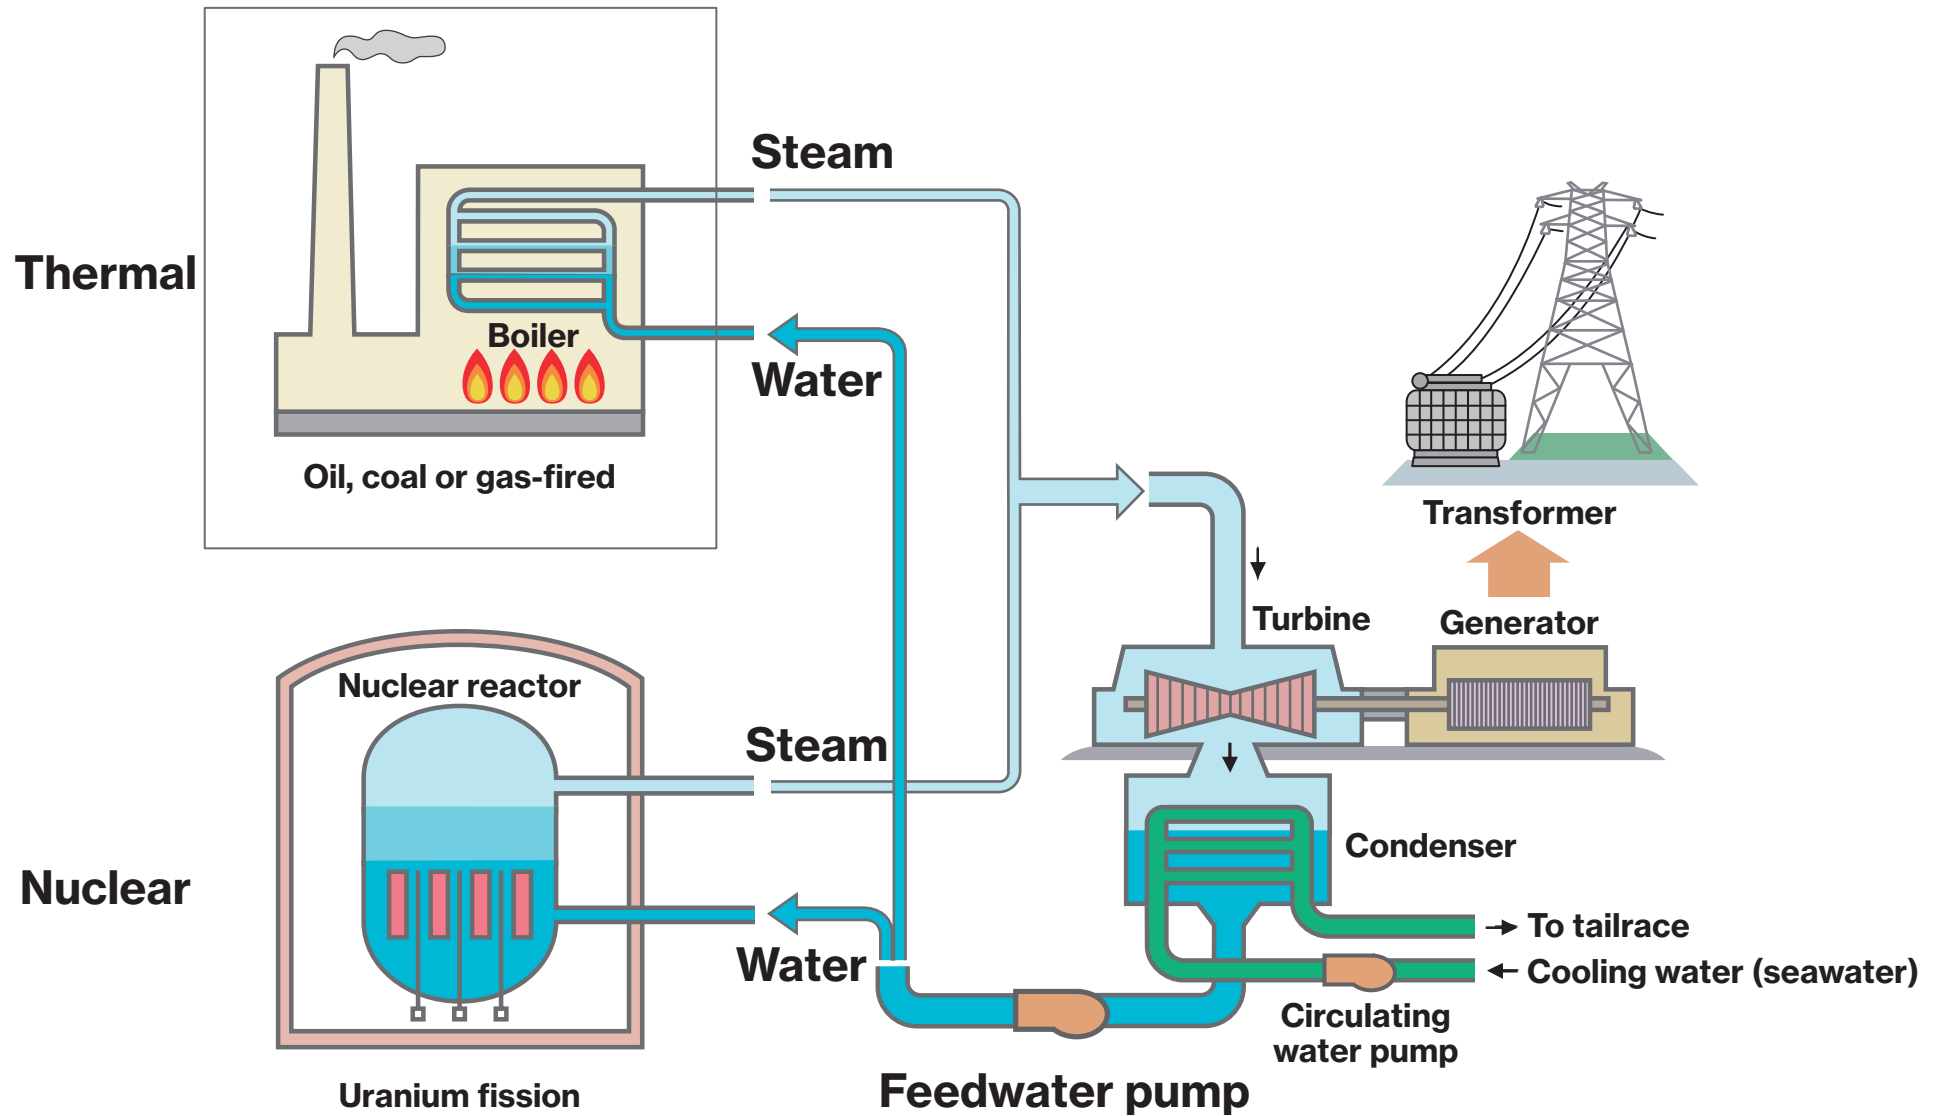 Steam
Thermal
Boiler
Water
Oil, coal or gas-fired
Transformer
Turbine
Generator
Nuclear reactor
Steam
Condenser
Nuclear
To tailrace
Water
Cooling water (seawater)
Circulating
water pump
Uranium fission
Feedwater pump